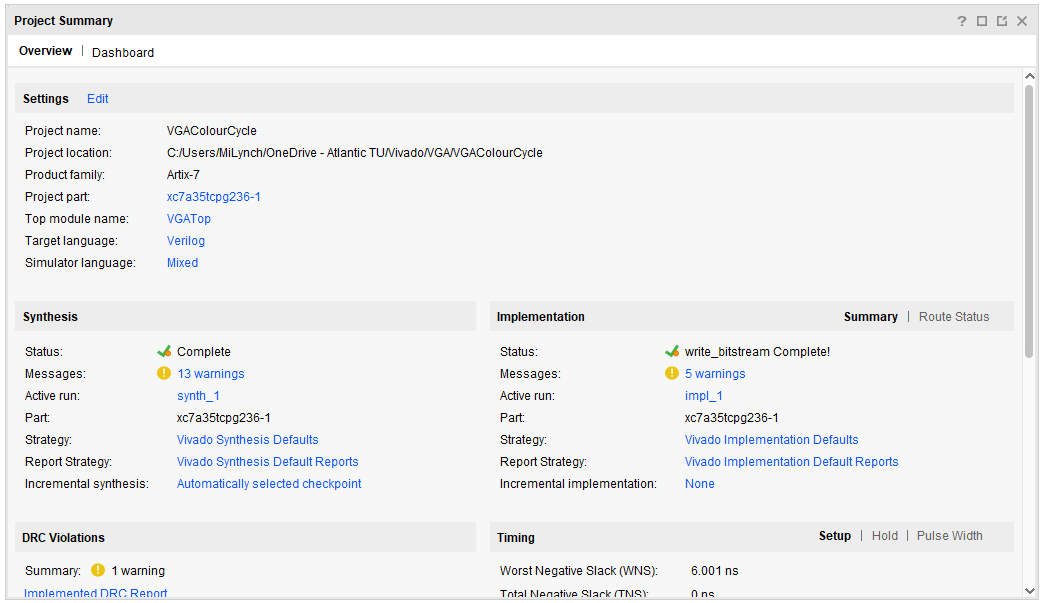 Project Summary
Overview | Dashboard
Settings Edit
Project name: VGAColourCycle
Project location: C:/Users/MiLynch/OneDrive - Atlantic TU/Vivado/VGA/VGAColourCycle
Product family: Artix-7
Project part: xc7a35tcpg236-1
Top module name: VGATop
Target language: Verilog
Simulator language: Mixed
Synthesis
Status: Complete
Messages: 13 warnings
Active run: synth_1
Part: xc7a35tcpg236-1
Strategy: Vivado Synthesis Defaults
Report Strategy: Vivado Synthesis Default Reports
Incremental synthesis: Automatically selected checkpoint
Implementation Summary | Route Status
Status: write_bitstream Complete!
Messages: 5 warnings
Active run: impl_1
Part: xc7a35tcpg236-1
Strategy: Vivado Implementation Defaults
Report Strategy: Vivado Implementation Default Reports
Incremental implementation: None
DRC Violations
Summary: 1 warning
Implemented DRC Report
Timing Setup | Hold | Pulse Width
Worst Negative Slack (WNS): 6.001 ns
Total Negative Slack (TNS): 0 ns